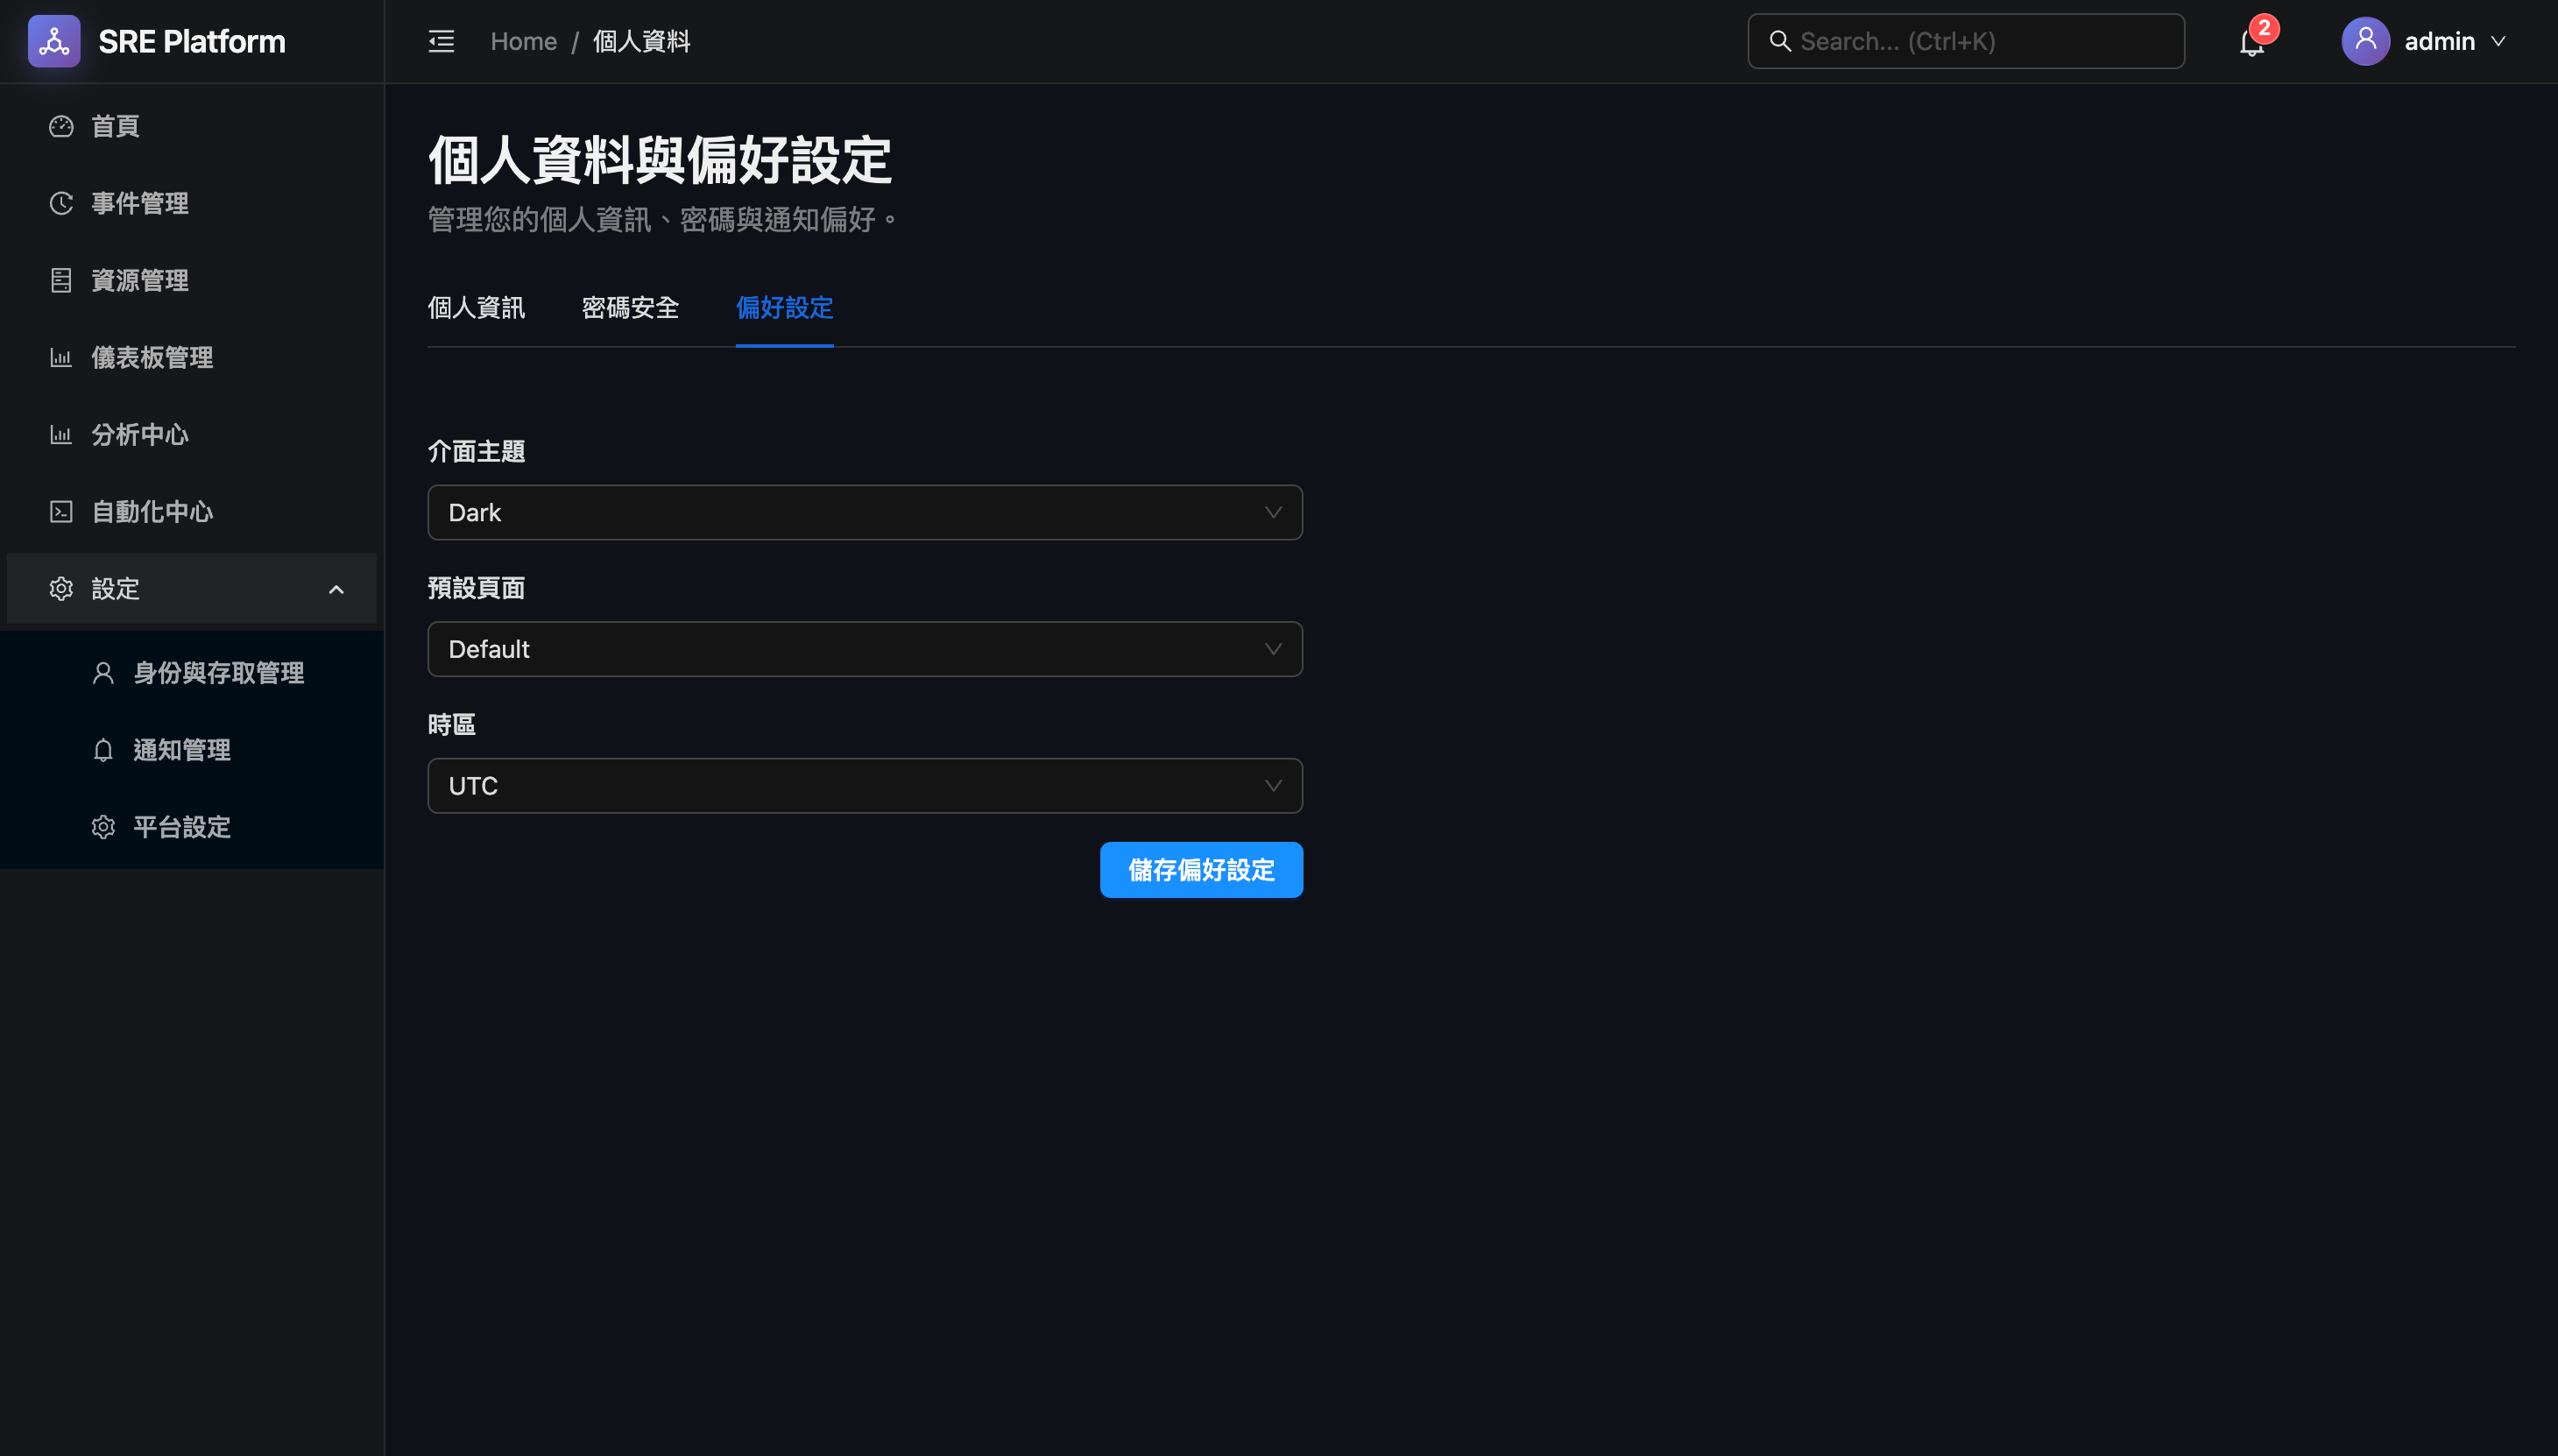 SRE Platform
Home / 個人資料
Search... (Ctrl+K)
2
admin
首頁
事件管理
資源管理
儀表板管理
分析中心
自動化中心
設定
身份與存取管理
通知管理
平台設定
個人資料與偏好設定
管理您的個人資訊、密碼與通知偏好。
個人資訊 密碼安全 偏好設定
介面主題
Dark
預設頁面
Default
時區
UTC
儲存偏好設定